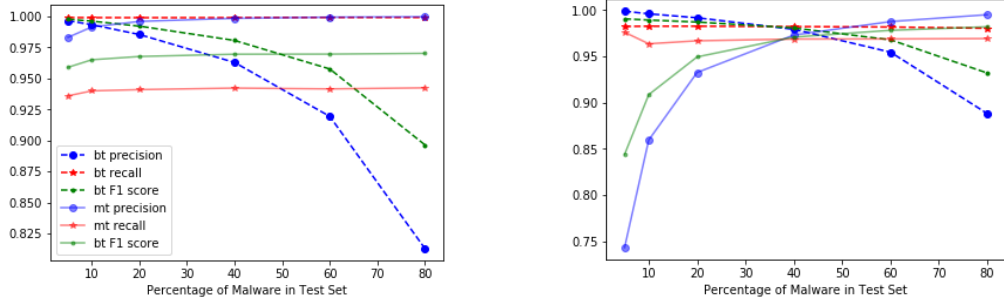 1.000
0.975
0.950
0.925
0.900
0.875
0.850
0.825
bt precision
bt recall
bt F1 score
mt precision
mt recall
bt F1 score
10 20 30 40 50 60 70 80
Percentage of Malware in Test Set
1.00
0.95
0.90
0.85
0.80
0.75
10 20 30 40 50 60 70 80
Percentage of Malware in Test Set